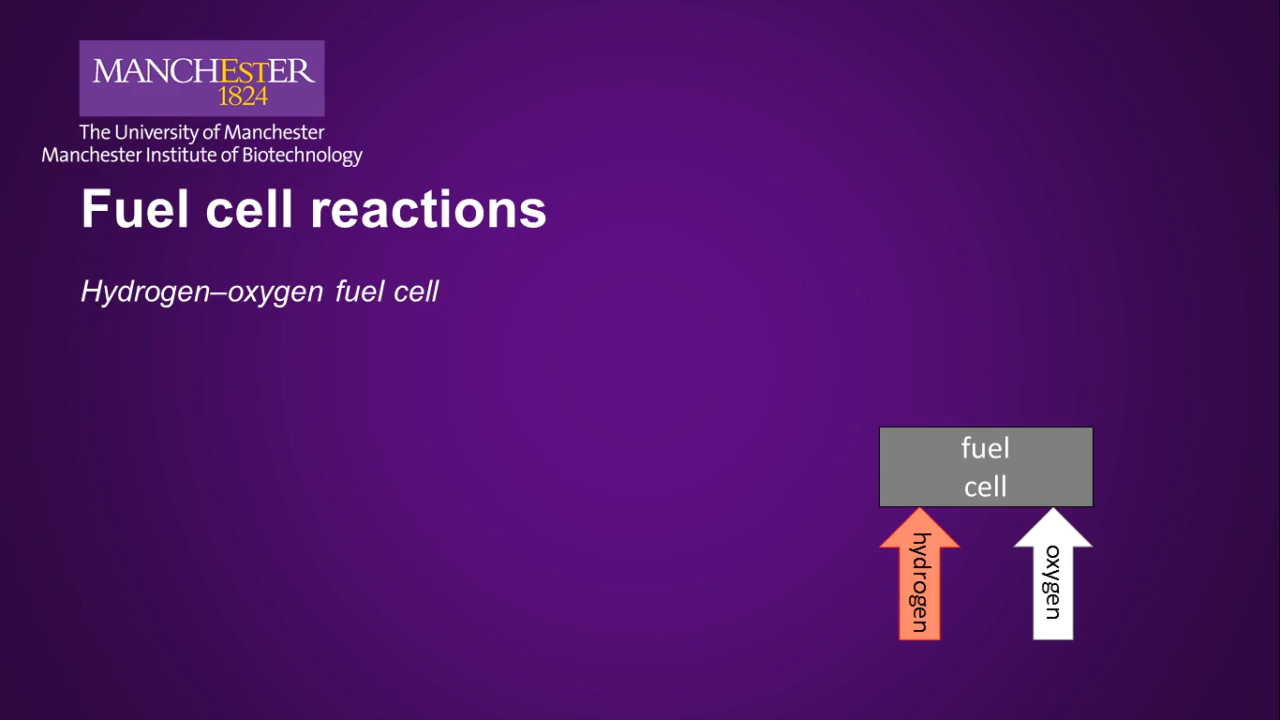 MANCHESTER
1824
The University of Manchester
Manchester Institute of Biotechnology
Fuel cell reactions
Hydrogen–oxygen fuel cell
fuel
cell
hydrogen
oxygen